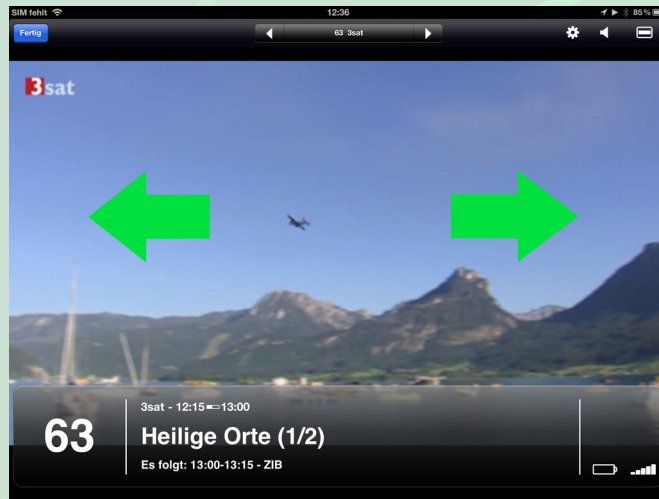 SIM fehlt 12:36 85 %
Fertig 63 3sat
3sat
63
3sat - 12:15 13:00
Heilige Orte (1/2)
Es folgt: 13:00-13:15 - ZIB